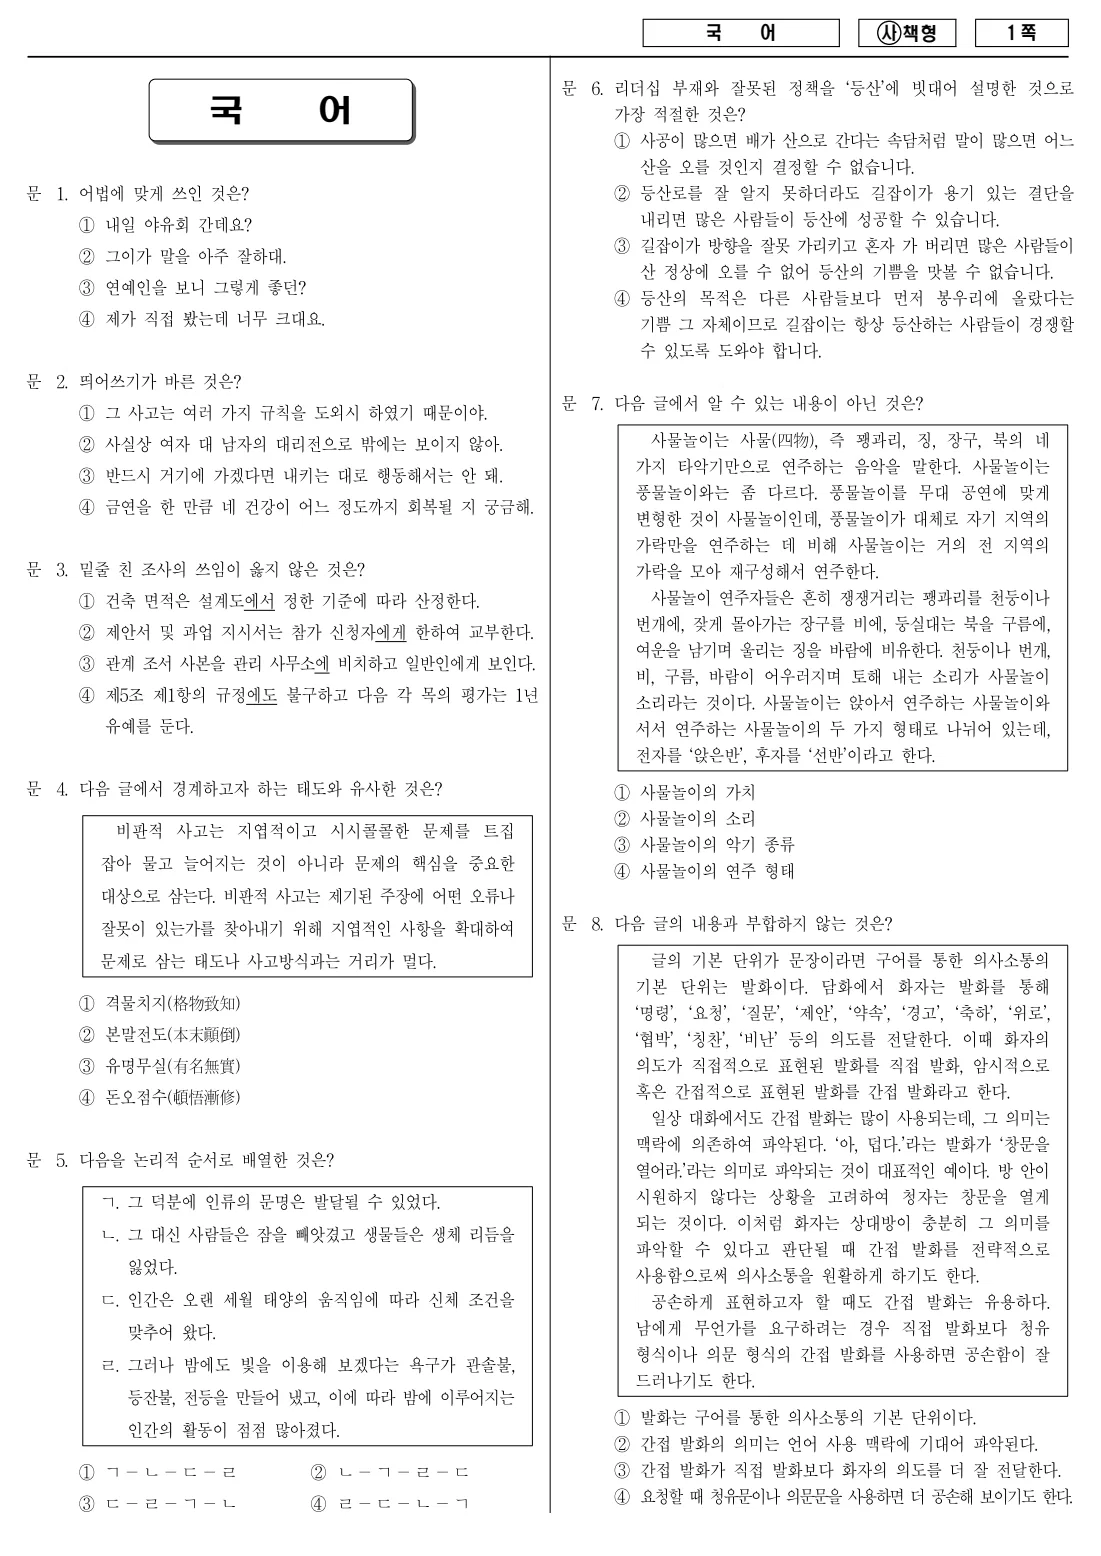 국 어
사책형
1쪽
국 어
문 1. 어법에 맞게 쓰인 것은?
① 내일 야유회 간데요?
② 그이가 말을 아주 잘하대.
③ 연예인을 보니 그렇게 좋던?
④ 제가 직접 봤는데 너무 크대요.
문 2. 띄어쓰기가 바른 것은?
① 그 사고는 여러 가지 규칙을 도외시 하였기 때문이야.
② 사실상 여자 대 남자의 대리전으로 밖에는 보이지 않아.
③ 반드시 거기에 가겠다면 내키는 대로 행동해서는 안 돼.
④ 금연을 한 만큼 네 건강이 어느 정도까지 회복될 지 궁금해.
문 3. 밑줄 친 조사의 쓰임이 옳지 않은 것은?
① 건축 면적은 설계도에서 정한 기준에 따라 산정한다.
② 제안서 및 과업 지시서는 참가 신청자에게 한하여 교부한다.
③ 관계 조서 사본을 관리 사무소에 비치하고 일반인에게 보인다.
④ 제5조 제1항의 규정에도 불구하고 다음 각 목의 평가는 1년
유예를 둔다.
문 4. 다음 글에서 경계하고자 하는 태도와 유사한 것은?
비판적 사고는 지엽적이고 시시콜콜한 문제를 트집
잡아 물고 늘어지는 것이 아니라 문제의 핵심을 중요한
대상으로 삼는다. 비판적 사고는 제기된 주장에 어떤 오류나
잘못이 있는가를 찾아내기 위해 지엽적인 사항을 확대하여
문제로 삼는 태도나 사고방식과는 거리가 멀다.
① 격물치지(格物致知)
② 본말전도(本末顚倒)
③ 유명무실(有名無實)
④ 돈오점수(頓悟漸修)
문 5. 다음을 논리적 순서로 배열한 것은?
ㄱ. 그 덕분에 인류의 문명은 발달될 수 있었다.
ㄴ. 그 대신 사람들은 잠을 빼앗겼고 생물들은 생체 리듬을
잃었다.
ㄷ. 인간은 오랜 세월 태양의 움직임에 따라 신체 조건을
맞추어 왔다.
ㄹ. 그러나 밤에도 빛을 이용해 보겠다는 욕구가 관솔불,
등잔불, 전등을 만들어 냈고, 이에 따라 밤에 이루어지는
인간의 활동이 점점 많아졌다.
① ㄱ－ㄴ－ㄷ－ㄹ ② ㄴ－ㄱ－ㄹ－ㄷ
③ ㄷ－ㄹ－ㄱ－ㄴ ④ ㄹ－ㄷ－ㄴ－ㄱ
문 6. 리더십 부재와 잘못된 정책을 ‘등산’에 빗대어 설명한 것으로
가장 적절한 것은?
① 사공이 많으면 배가 산으로 간다는 속담처럼 말이 많으면 어느
산을 오를 것인지 결정할 수 없습니다.
② 등산로를 잘 알지 못하더라도 길잡이가 용기 있는 결단을
내리면 많은 사람들이 등산에 성공할 수 있습니다.
③ 길잡이가 방향을 잘못 가리키고 혼자 가 버리면 많은 사람들이
산 정상에 오를 수 없어 등산의 기쁨을 맛볼 수 없습니다.
④ 등산의 목적은 다른 사람들보다 먼저 봉우리에 올랐다는
기쁨 그 자체이므로 길잡이는 항상 등산하는 사람들이 경쟁할
수 있도록 도와야 합니다.
문 7. 다음 글에서 알 수 있는 내용이 아닌 것은?
사물놀이는 사물(四物), 즉 꽹과리, 징, 장구, 북의 네
가지 타악기만으로 연주하는 음악을 말한다. 사물놀이는
풍물놀이와는 좀 다르다. 풍물놀이를 무대 공연에 맞게
변형한 것이 사물놀이인데, 풍물놀이가 대체로 자기 지역의
가락만을 연주하는 데 비해 사물놀이는 거의 전 지역의
가락을 모아 재구성해서 연주한다.
사물놀이 연주자들은 흔히 쟁쟁거리는 꽹과리를 천둥이나
번개에, 잦게 몰아가는 장구를 비에, 둥실대는 북을 구름에,
여운을 남기며 울리는 징을 바람에 비유한다. 천둥이나 번개,
비, 구름, 바람이 어우러지며 토해 내는 소리가 사물놀이
소리라는 것이다. 사물놀이는 앉아서 연주하는 사물놀이와
서서 연주하는 사물놀이의 두 가지 형태로 나뉘어 있는데,
전자를 ‘앉은반’, 후자를 ‘선반’이라고 한다.
① 사물놀이의 가치
② 사물놀이의 소리
③ 사물놀이의 악기 종류
④ 사물놀이의 연주 형태
문 8. 다음 글의 내용과 부합하지 않는 것은?
글의 기본 단위가 문장이라면 구어를 통한 의사소통의
기본 단위는 발화이다. 담화에서 화자는 발화를 통해
‘명령’, ‘요청’, ‘질문’, ‘제안’, ‘약속’, ‘경고’, ‘축하’, ‘위로’,
‘협박’, ‘칭찬’, ‘비난’ 등의 의도를 전달한다. 이때 화자의
의도가 직접적으로 표현된 발화를 직접 발화, 암시적으로
혹은 간접적으로 표현된 발화를 간접 발화라고 한다.
일상 대화에서도 간접 발화는 많이 사용되는데, 그 의미는
맥락에 의존하여 파악된다. ‘아, 덥다.’라는 발화가 ‘창문을
열어라.’라는 의미로 파악되는 것이 대표적인 예이다. 방 안이
시원하지 않다는 상황을 고려하여 청자는 창문을 열게
되는 것이다. 이처럼 화자는 상대방이 충분히 그 의미를
파악할 수 있다고 판단될 때 간접 발화를 전략적으로
사용함으로써 의사소통을 원활하게 하기도 한다.
공손하게 표현하고자 할 때도 간접 발화는 유용하다.
남에게 무언가를 요구하려는 경우 직접 발화보다 청유
형식이나 의문 형식의 간접 발화를 사용하면 공손함이 잘
드러나기도 한다.
① 발화는 구어를 통한 의사소통의 기본 단위이다.
② 간접 발화의 의미는 언어 사용 맥락에 기대어 파악된다.
③ 간접 발화가 직접 발화보다 화자의 의도를 더 잘 전달한다.
④ 요청할 때 청유문이나 의문문을 사용하면 더 공손해 보이기도 한다.